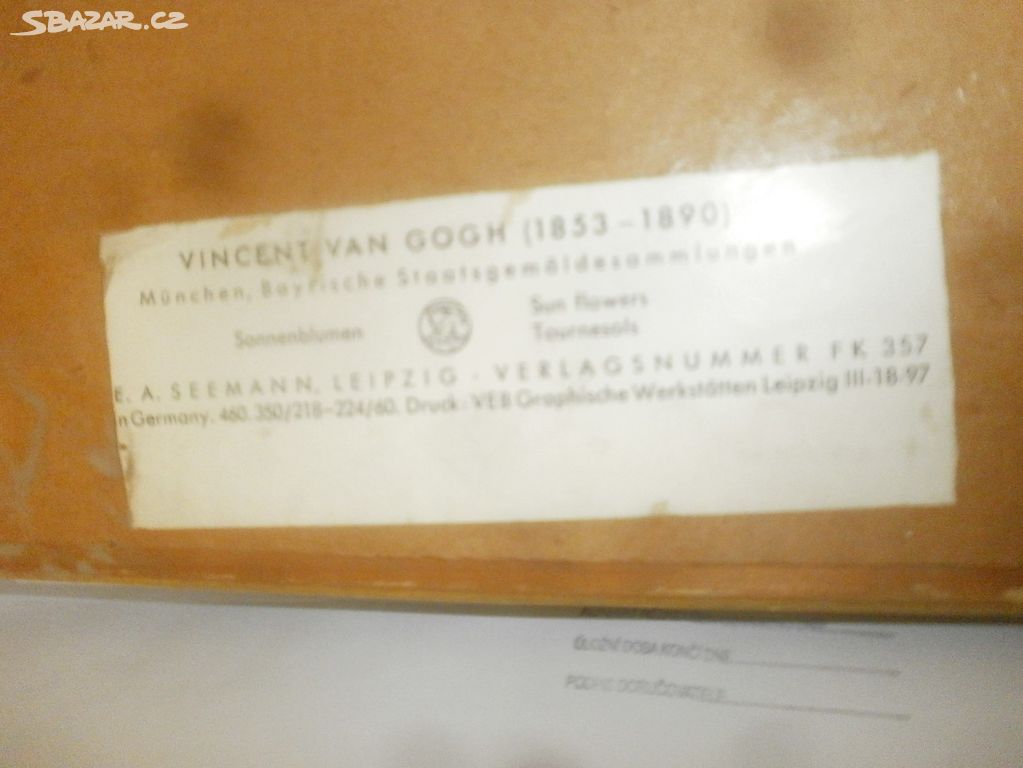 SBAZAR.CZ
VINCENT VAN GOGH (1853-1890)
München, Bayrische Staatsgemäldesammlungen
Sonnenblumen
Sun flowers
Tournesols
E. A. SEEMANN, LEIPZIG · VERLAGSNUMMER FK 357
n Germany. 460. 350/218-224/60. Druck: VEB Graphische Werkstätten Leipzig III-18-97
ÚLOŽNÍ DOBA KONČÍ DNE
PODPIS DORUČOVATELE